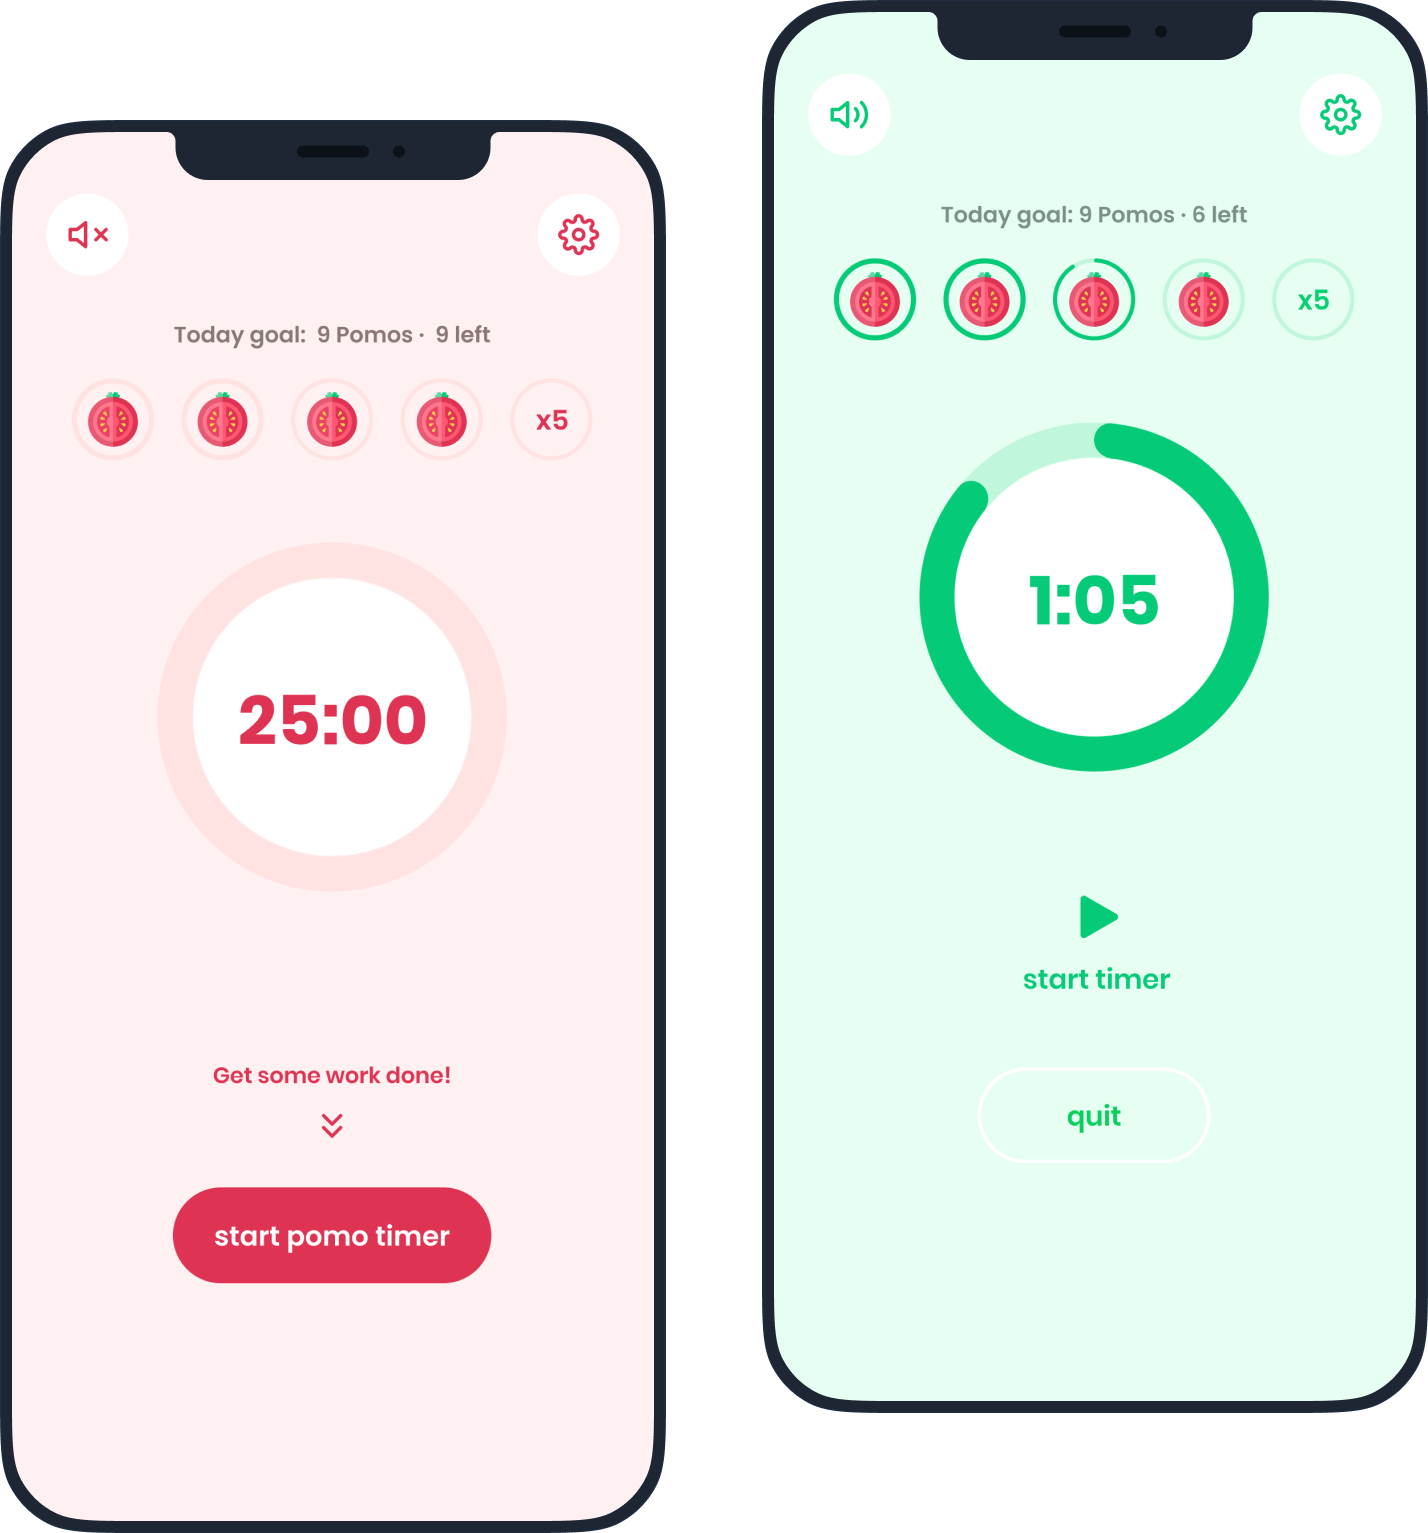 Today goal:  9 Pomos ·  9 left
x5
25:00
Get some work done!
start pomo timer
Today goal: 9 Pomos · 6 left
x5
1:05
start timer
quit